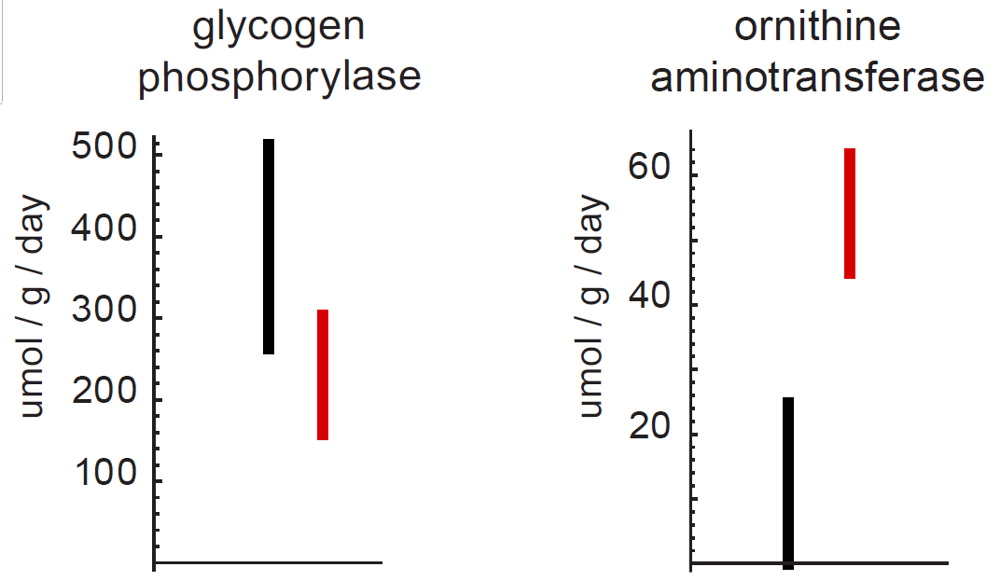 glycogen
phosphorylase
500
400
300
200
100
umol / g / day
ornithine
aminotransferase
60
40
20
umol / g / day